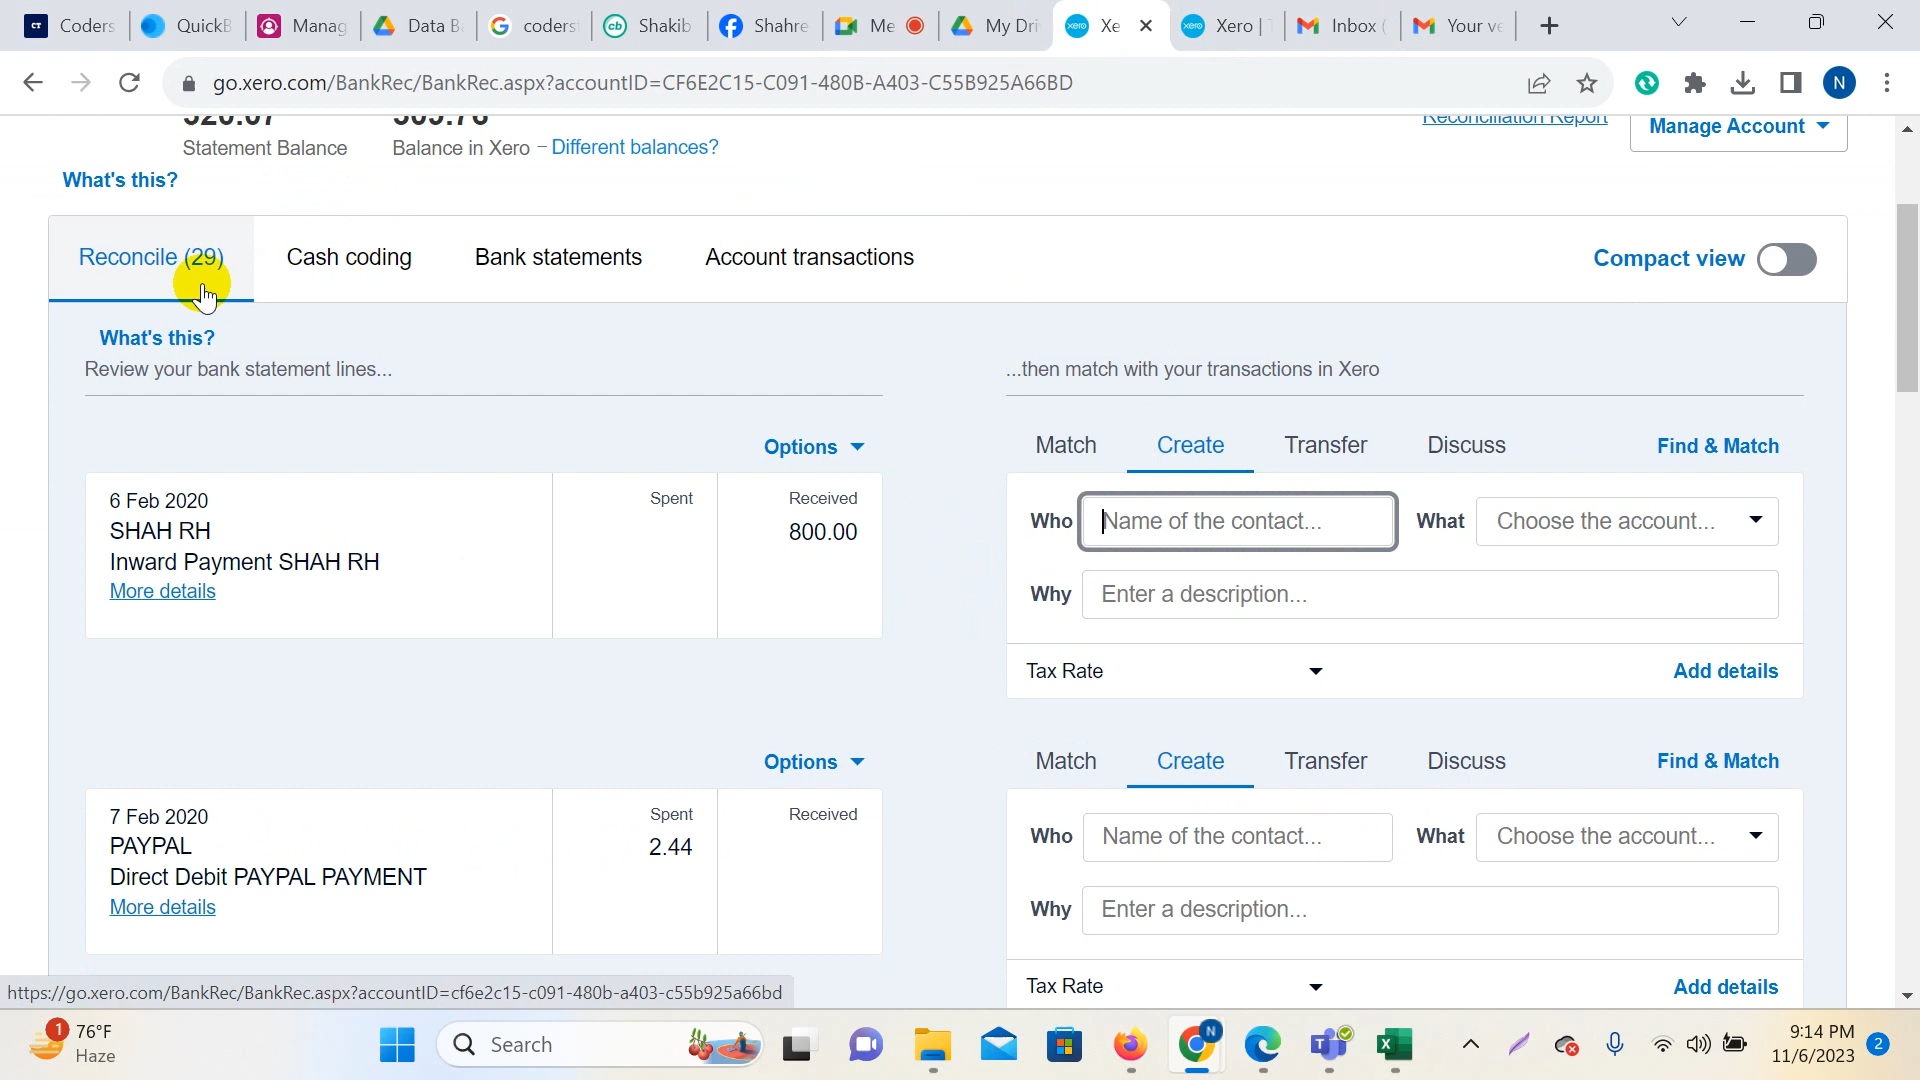 Coders
QuickB
Manag
Data B
coders
Shakib
Shahre
Me
My Dri
Xe
Xero |
Inbox (
Your ve
go.xero.com/BankRec/BankRec.aspx?accountID=CF6E2C15-C091-480B-A403-C55B925A66BD
N
Statement Balance
Balance in Xero - Different balances?
Reconciliation Report
Manage Account
What's this?
Reconcile (29)
Cash coding
Bank statements
Account transactions
Compact view
What's this?
Review your bank statement lines...
...then match with your transactions in Xero
Options
Match
Create
Transfer
Discuss
Find & Match
6 Feb 2020
SHAH RH
Inward Payment SHAH RH
More details
Spent
Received
800.00
Who
Name of the contact...
What
Choose the account...
Why
Enter a description...
Tax Rate
Add details
Options
Match
Create
Transfer
Discuss
Find & Match
7 Feb 2020
PAYPAL
Direct Debit PAYPAL PAYMENT
More details
Spent
2.44
Received
Who
Name of the contact...
What
Choose the account...
Why
Enter a description...
Tax Rate
Add details
https://go.xero.com/BankRec/BankRec.aspx?accountID=cf6e2c15-c091-480b-a403-c55b925a66bd
1
76°F
Haze
Search
N
9:14 PM
11/6/2023
2